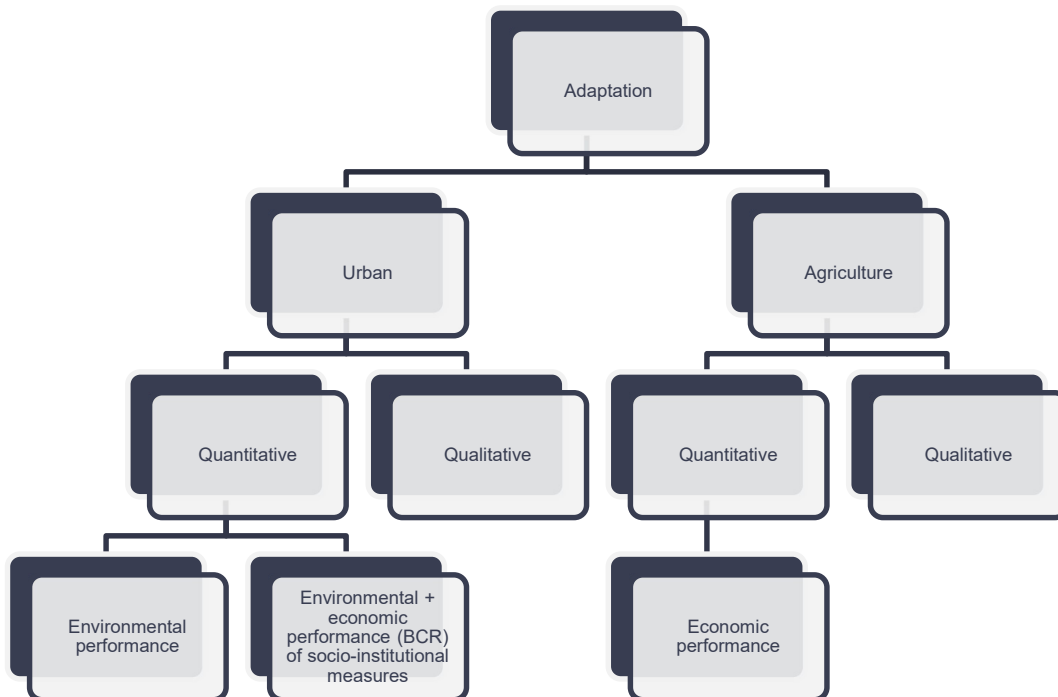 Adaptation
Urban
Agriculture
Quantitative
Qualitative
Quantitative
Qualitative
Environmental
performance
Environmental +
economic
performance (BCR)
of socio-institutional
measures
Economic
performance